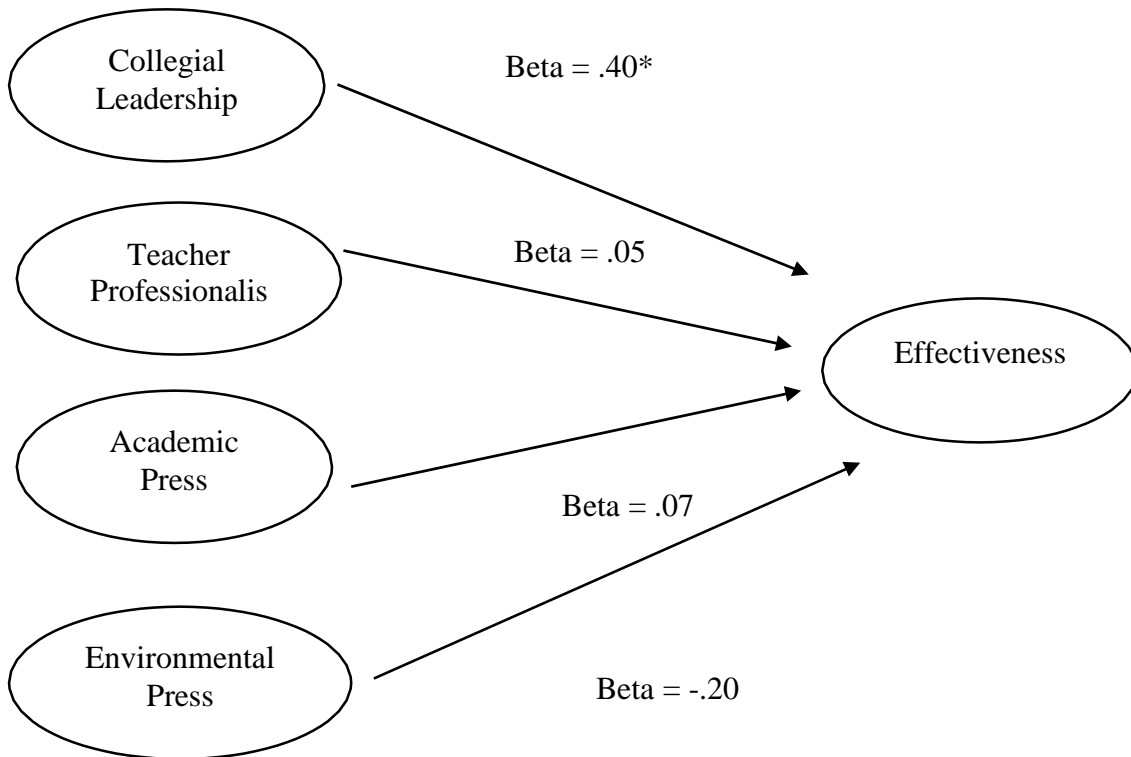 Collegial
Leadership
Beta = .40*
Teacher
Professionalis
Beta = .05
Effectiveness
Academic
Press
Beta = .07
Environmental
Press
Beta = -.20